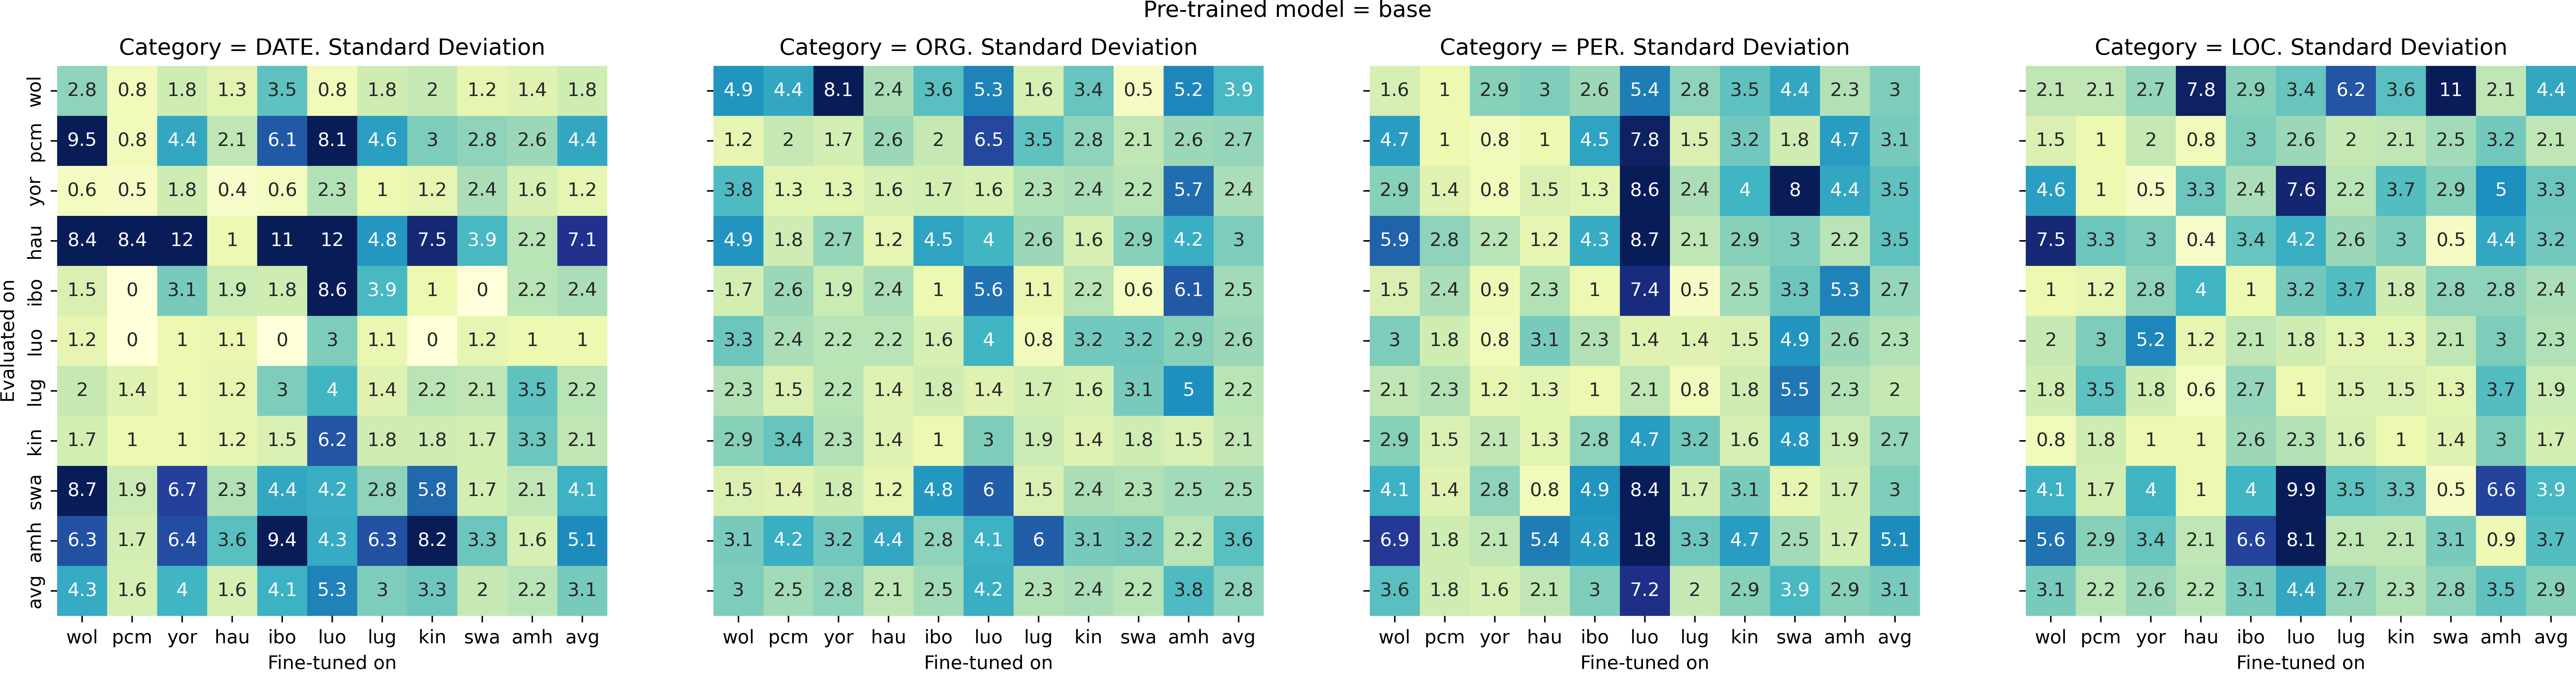 Pre-trained model = base
Category = DATE. Standard Deviation
Evaluated on
wol 2.8 0.8 1.8 1.3 3.5 0.8 1.8 2 1.2 1.4 1.8
pcm 9.5 0.8 4.4 2.1 6.1 8.1 4.6 3 2.8 2.6 4.4
yor 0.6 0.5 1.8 0.4 0.6 2.3 1 1.2 2.4 1.6 1.2
hau 8.4 8.4 12 1 11 12 4.8 7.5 3.9 2.2 7.1
ibo 1.5 0 3.1 1.9 1.8 8.6 3.9 1 0 2.2 2.4
luo 1.2 0 1 1.1 0 3 1.1 0 1.2 1 1
lug 2 1.4 1 1.2 3 4 1.4 2.2 2.1 3.5 2.2
kin 1.7 1 1 1.2 1.5 6.2 1.8 1.8 1.7 3.3 2.1
swa 8.7 1.9 6.7 2.3 4.4 4.2 2.8 5.8 1.7 2.1 4.1
amh 6.3 1.7 6.4 3.6 9.4 4.3 6.3 8.2 3.3 1.6 5.1
avg 4.3 1.6 4 1.6 4.1 5.3 3 3.3 2 2.2 3.1
wol pcm yor hau ibo luo lug kin swa amh avg
Fine-tuned on
Category = ORG. Standard Deviation
4.9 4.4 8.1 2.4 3.6 5.3 1.6 3.4 0.5 5.2 3.9
1.2 2 1.7 2.6 2 6.5 3.5 2.8 2.1 2.6 2.7
3.8 1.3 1.3 1.6 1.7 1.6 2.3 2.4 2.2 5.7 2.4
4.9 1.8 2.7 1.2 4.5 4 2.6 1.6 2.9 4.2 3
1.7 2.6 1.9 2.4 1 5.6 1.1 2.2 0.6 6.1 2.5
3.3 2.4 2.2 2.2 1.6 4 0.8 3.2 3.2 2.9 2.6
2.3 1.5 2.2 1.4 1.8 1.4 1.7 1.6 3.1 5 2.2
2.9 3.4 2.3 1.4 1 3 1.9 1.4 1.8 1.5 2.1
1.5 1.4 1.8 1.2 4.8 6 1.5 2.4 2.3 2.5 2.5
3.1 4.2 3.2 4.4 2.8 4.1 6 3.1 3.2 2.2 3.6
3 2.5 2.8 2.1 2.5 4.2 2.3 2.4 2.2 3.8 2.8
wol pcm yor hau ibo luo lug kin swa amh avg
Fine-tuned on
Category = PER. Standard Deviation
1.6 1 2.9 3 2.6 5.4 2.8 3.5 4.4 2.3 3
4.7 1 0.8 1 4.5 7.8 1.5 3.2 1.8 4.7 3.1
2.9 1.4 0.8 1.5 1.3 8.6 2.4 4 8 4.4 3.5
5.9 2.8 2.2 1.2 4.3 8.7 2.1 2.9 3 2.2 3.5
1.5 2.4 0.9 2.3 1 7.4 0.5 2.5 3.3 5.3 2.7
3 1.8 0.8 3.1 2.3 1.4 1.4 1.5 4.9 2.6 2.3
2.1 2.3 1.2 1.3 1 2.1 0.8 1.8 5.5 2.3 2
2.9 1.5 2.1 1.3 2.8 4.7 3.2 1.6 4.8 1.9 2.7
4.1 1.4 2.8 0.8 4.9 8.4 1.7 3.1 1.2 1.7 3
6.9 1.8 2.1 5.4 4.8 18 3.3 4.7 2.5 1.7 5.1
3.6 1.8 1.6 2.1 3 7.2 2 2.9 3.9 2.9 3.1
wol pcm yor hau ibo luo lug kin swa amh avg
Fine-tuned on
Category = LOC. Standard Deviation
2.1 2.1 2.7 7.8 2.9 3.4 6.2 3.6 11 2.1 4.4
1.5 1 2 0.8 3 2.6 2 2.1 2.5 3.2 2.1
4.6 1 0.5 3.3 2.4 7.6 2.2 3.7 2.9 5 3.3
7.5 3.3 3 0.4 3.4 4.2 2.6 3 0.5 4.4 3.2
1 1.2 2.8 4 1 3.2 3.7 1.8 2.8 2.8 2.4
2 3 5.2 1.2 2.1 1.8 1.3 1.3 2.1 3 2.3
1.8 3.5 1.8 0.6 2.7 1 1.5 1.5 1.3 3.7 1.9
0.8 1.8 1 1 2.6 2.3 1.6 1 1.4 3 1.7
4.1 1.7 4 1 4 9.9 3.5 3.3 0.5 6.6 3.9
5.6 2.9 3.4 2.1 6.6 8.1 2.1 2.1 3.1 0.9 3.7
3.1 2.2 2.6 2.2 3.1 4.4 2.7 2.3 2.8 3.5 2.9
wol pcm yor hau ibo luo lug kin swa amh avg
Fine-tuned on